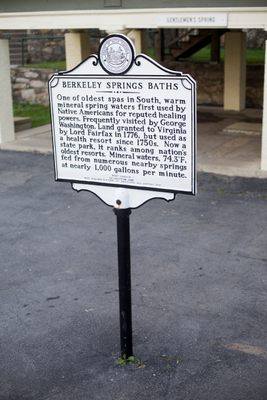 GENTLEMEN'S SPRING
BERKELEY SPRINGS BATHS
One of oldest spas in South, warm
mineral spring waters first used by
Native Americans for reputed healing
powers. Frequently visited by George
Washington. Land granted to Virginia
by Lord Fairfax in 1776, but used as
a health resort since 1750s. Now a
state park, it ranks among nation's
oldest resorts. Mineral waters, 74.3°F.
fed from numerous nearby springs
at nearly 1,000 gallons per minute.